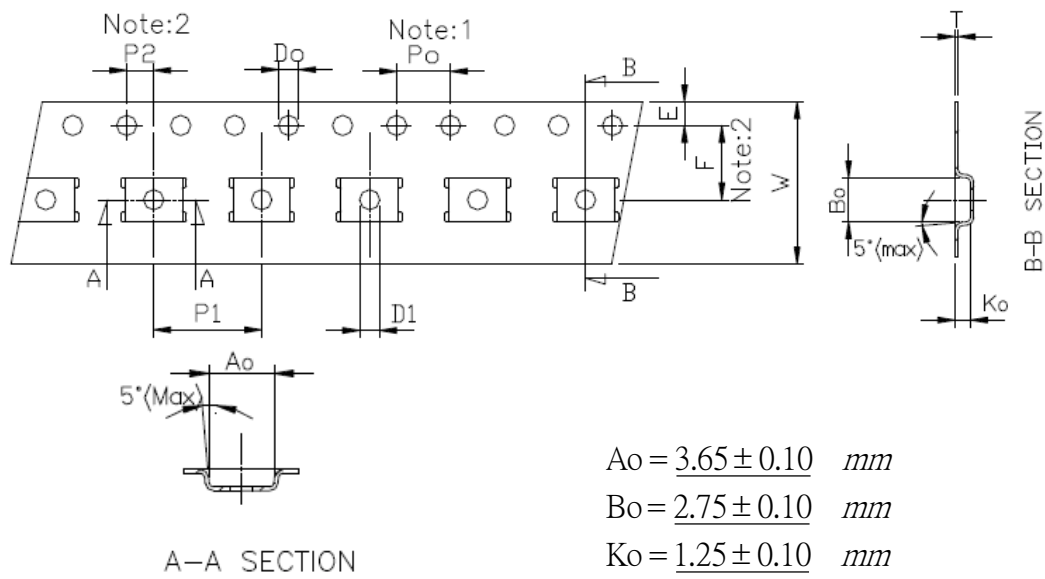 Note:2
P2
Do
Note:1
Po
B
E
F
Note:2
W
T
Bo
5°(max)
Ko
B-B SECTION
A
A
B
P1
D1
Ao
5°(Max)
A-A SECTION
Ao = 3.65 ± 0.10 mm
Bo = 2.75 ± 0.10 mm
Ko = 1.25 ± 0.10 mm